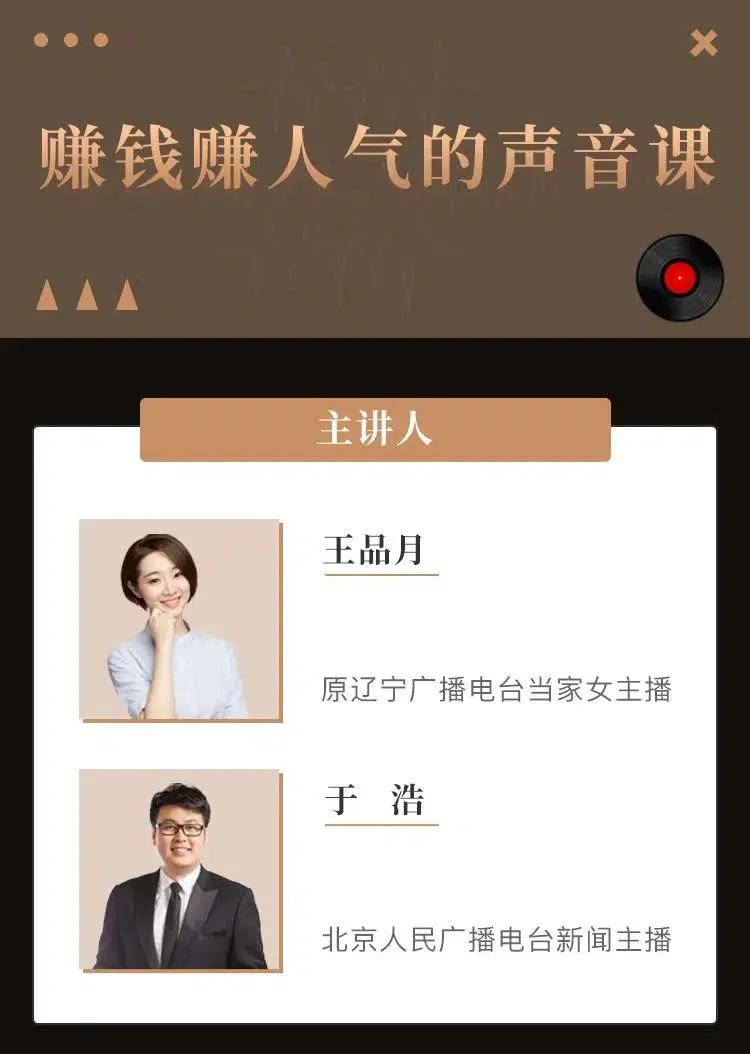 赚钱赚人气的声音课
主讲人
王品月
原辽宁广播电台当家女主播
于 浩
北京人民广播电台新闻主播